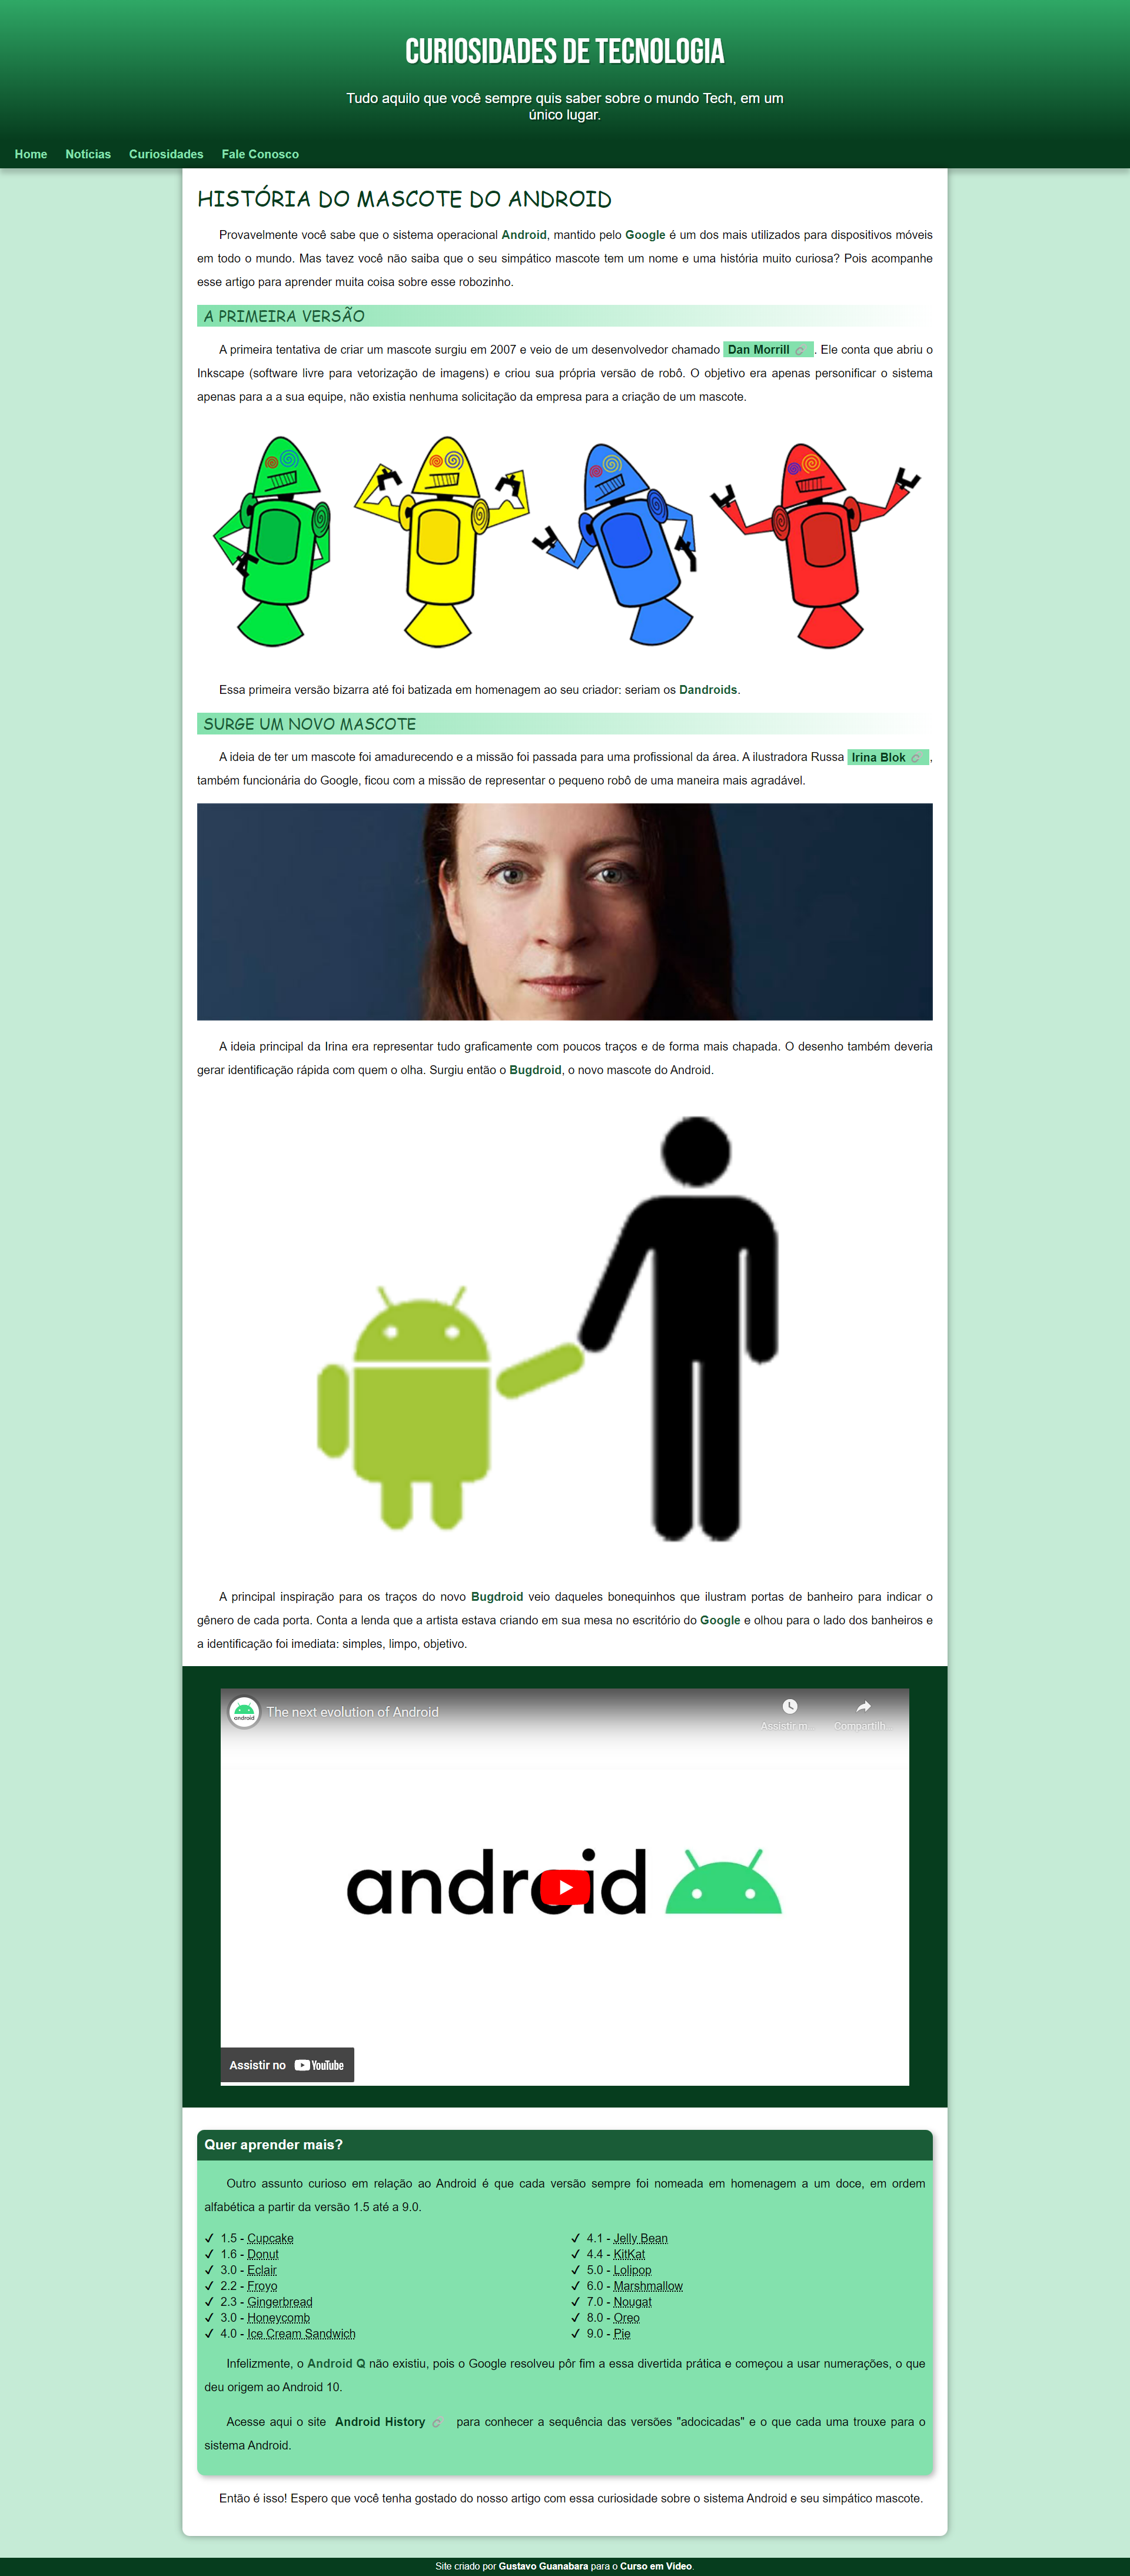 CURIOSIDADES DE TECNOLOGIA
Tudo aquilo que você sempre quis saber sobre o mundo Tech, em um
único lugar.
Home Notícias Curiosidades Fale Conosco
HISTÓRIA DO MASCOTE DO ANDROID
Provavelmente você sabe que o sistema operacional Android, mantido pelo Google é um dos mais utilizados para dispositivos móveis
em todo o mundo. Mas tavez você não saiba que o seu simpático mascote tem um nome e uma história muito curiosa? Pois acompanhe
esse artigo para aprender muita coisa sobre esse robozinho.
A PRIMEIRA VERSÃO
A primeira tentativa de criar um mascote surgiu em 2007 e veio de um desenvolvedor chamado Dan Morrill. Ele conta que abriu o
Inkscape (software livre para vetorização de imagens) e criou sua própria versão de robô. O objetivo era apenas personificar o sistema
apenas para a a sua equipe, não existia nenhuma solicitação da empresa para a criação de um mascote.
Essa primeira versão bizarra até foi batizada em homenagem ao seu criador: seriam os Dandroids.
SURGE UM NOVO MASCOTE
A ideia de ter um mascote foi amadurecendo e a missão foi passada para uma profissional da área. A ilustradora Russa Irina Blok,
também funcionária do Google, ficou com a missão de representar o pequeno robô de uma maneira mais agradável.
A ideia principal da Irina era representar tudo graficamente com poucos traços e de forma mais chapada. O desenho também deveria
gerar identificação rápida com quem o olha. Surgiu então o Bugdroid, o novo mascote do Android.
A principal inspiração para os traços do novo Bugdroid veio daqueles bonequinhos que ilustram portas de banheiro para indicar o
gênero de cada porta. Conta a lenda que a artista estava criando em sua mesa no escritório do Google e olhou para o lado dos banheiros e
a identificação foi imediata: simples, limpo, objetivo.
android
The next evolution of Android
Assistir m... Compartilh...
android
Assistir no YouTube
Quer aprender mais?
Outro assunto curioso em relação ao Android é que cada versão sempre foi nomeada em homenagem a um doce, em ordem
alfabética a partir da versão 1.5 até a 9.0.
✓ 1.5 - Cupcake
✓ 1.6 - Donut
✓ 3.0 - Eclair
✓ 2.2 - Froyo
✓ 2.3 - Gingerbread
✓ 3.0 - Honeycomb
✓ 4.0 - Ice Cream Sandwich
✓ 4.1 - Jelly Bean
✓ 4.4 - KitKat
✓ 5.0 - Lolipop
✓ 6.0 - Marshmallow
✓ 7.0 - Nougat
✓ 8.0 - Oreo
✓ 9.0 - Pie
Infelizmente, o Android Q não existiu, pois o Google resolveu pôr fim a essa divertida prática e começou a usar numerações, o que
deu origem ao Android 10.
Acesse aqui o site Android History para conhecer a sequência das versões "adocicadas" e o que cada uma trouxe para o
sistema Android.
Então é isso! Espero que você tenha gostado do nosso artigo com essa curiosidade sobre o sistema Android e seu simpático mascote.
Site criado por Gustavo Guanabara para o Curso em Vídeo.